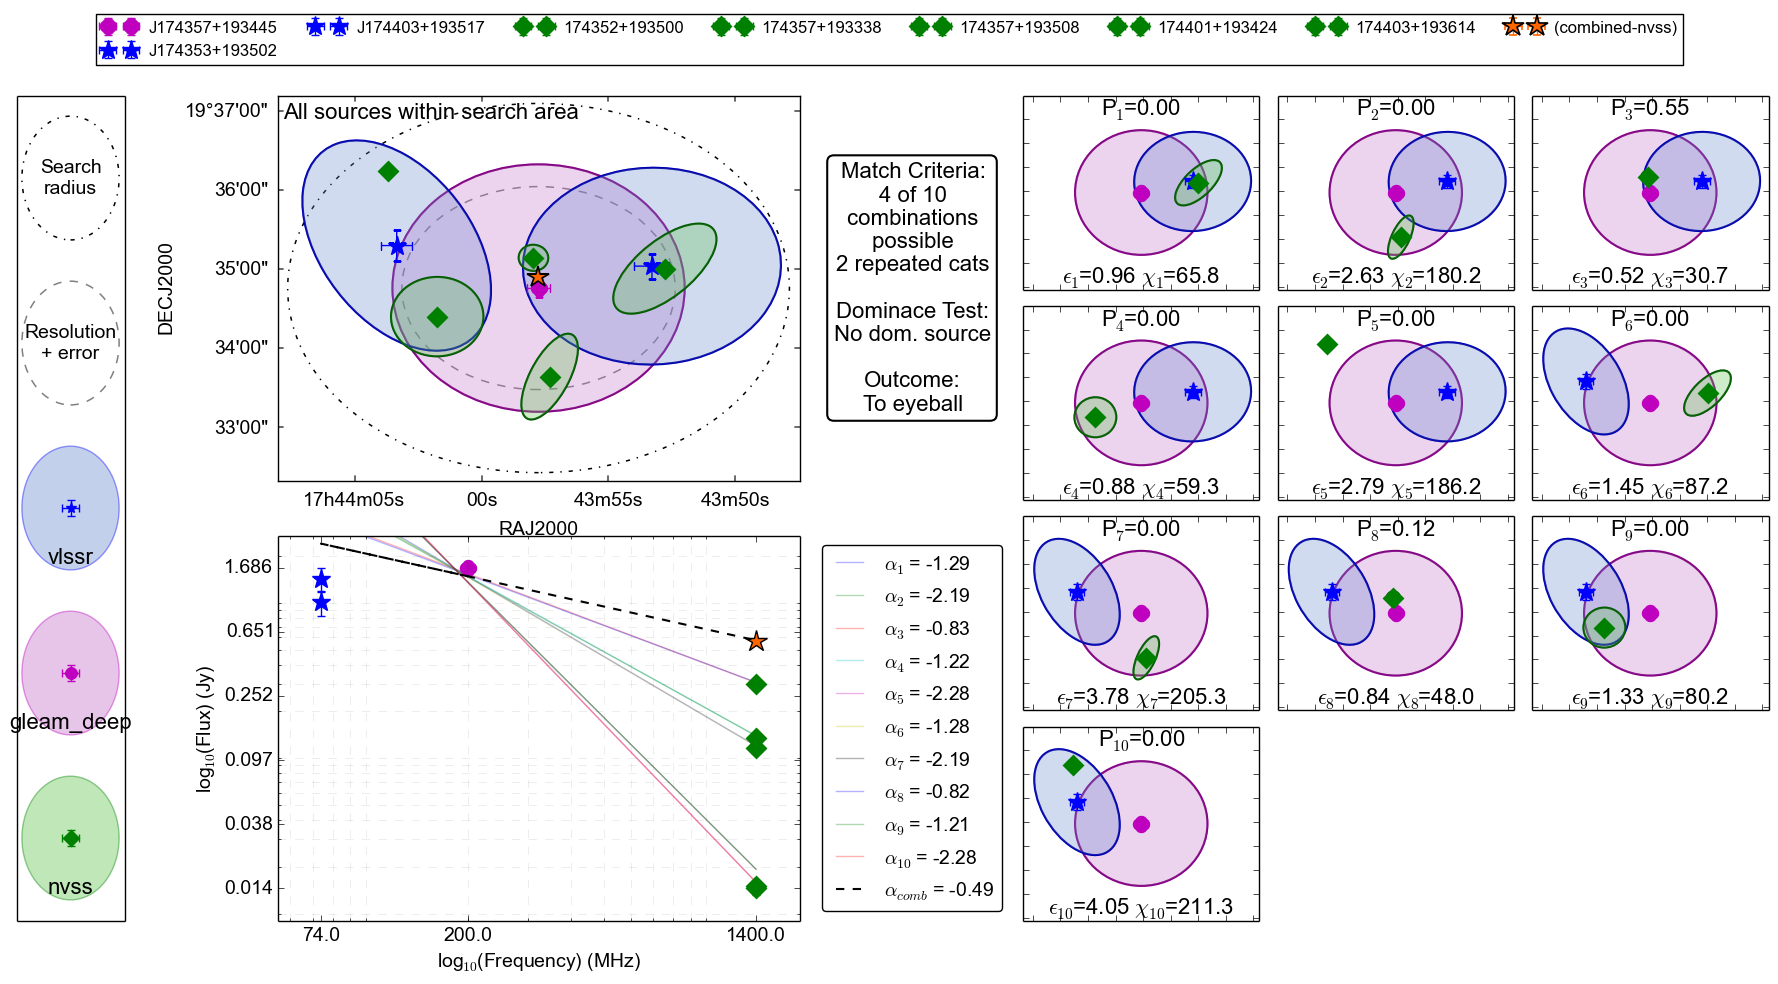 J174357+193445
J174403+193517
174352+193500
174357+193338
174357+193508
174401+193424
174403+193614
(combined-nvss)
J174353+193502
Search
radius
Resolution
+ error
vlssr
gleam_deep
nvss
All sources within search area
DECJ2000
19°37'00"
36'00"
35'00"
34'00"
33'00"
17h44m05s
00s
43m55s
43m50s
RAJ2000
Match Criteria:
4 of 10
combinations
possible
2 repeated cats
Dominace Test:
No dom. source
Outcome:
To eyeball
log₁₀(Flux) (Jy)
1.686
0.651
0.252
0.097
0.038
0.014
74.0
200.0
1400.0
log₁₀(Frequency) (MHz)
α₁ = -1.29
α₂ = -2.19
α₃ = -0.83
α₄ = -1.22
α₅ = -2.28
α₆ = -1.28
α₇ = -2.19
α₈ = -0.82
α₉ = -1.21
α₁₀ = -2.28
α_comb = -0.49
P₁=0.00
ϵ₁=0.96 χ₁=65.8
P₂=0.00
ϵ₂=2.63 χ₂=180.2
P₃=0.55
ϵ₃=0.52 χ₃=30.7
P₄=0.00
ϵ₄=0.88 χ₄=59.3
P₅=0.00
ϵ₅=2.79 χ₅=186.2
P₆=0.00
ϵ₆=1.45 χ₆=87.2
P₇=0.00
ϵ₇=3.78 χ₇=205.3
P₈=0.12
ϵ₈=0.84 χ₈=48.0
P₉=0.00
ϵ₉=1.33 χ₉=80.2
P₁₀=0.00
ϵ₁₀=4.05 χ₁₀=211.3